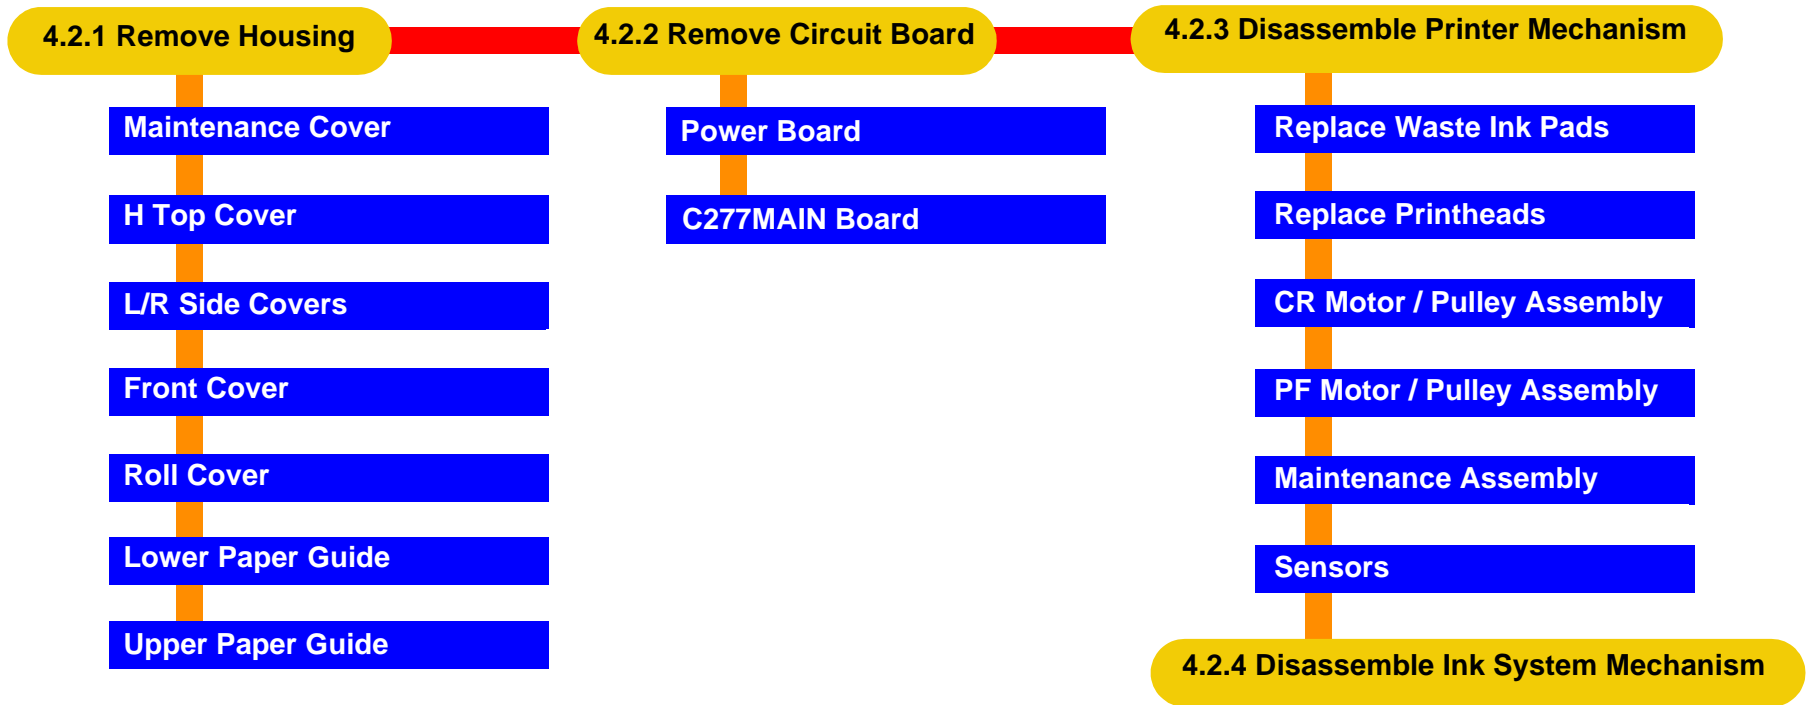 4.2.1 Remove Housing
Maintenance Cover
H Top Cover
L/R Side Covers
Front Cover
Roll Cover
Lower Paper Guide
Upper Paper Guide
4.2.2 Remove Circuit Board
Power Board
C277MAIN Board
4.2.3 Disassemble Printer Mechanism
Replace Waste Ink Pads
Replace Printheads
CR Motor / Pulley Assembly
PF Motor / Pulley Assembly
Maintenance Assembly
Sensors
4.2.4 Disassemble Ink System Mechanism